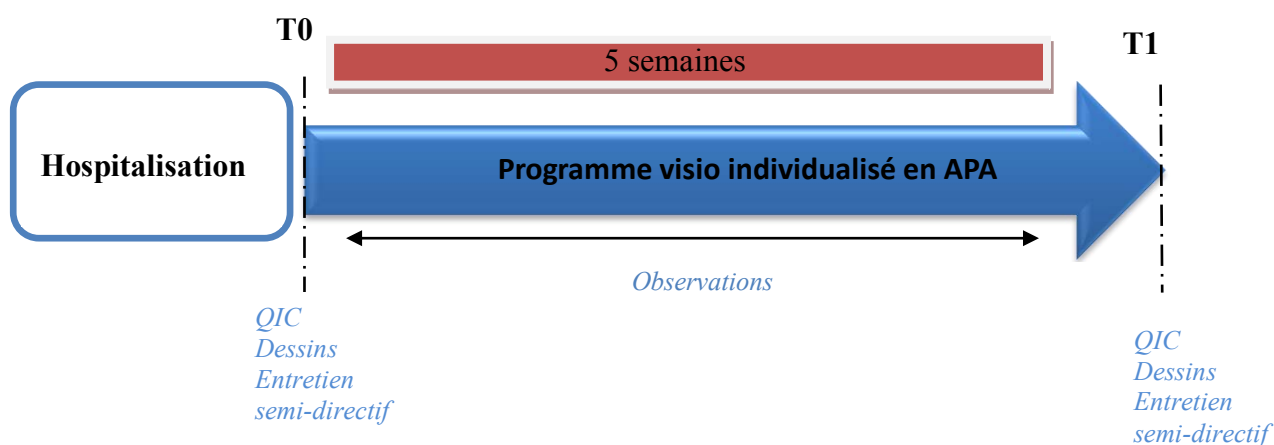 T0
T1
5 semaines
Hospitalisation
Programme visio individualisé en APA
Observations
QIC
Dessins
Entretien
semi-directif
QIC
Dessins
Entretien
semi-directif